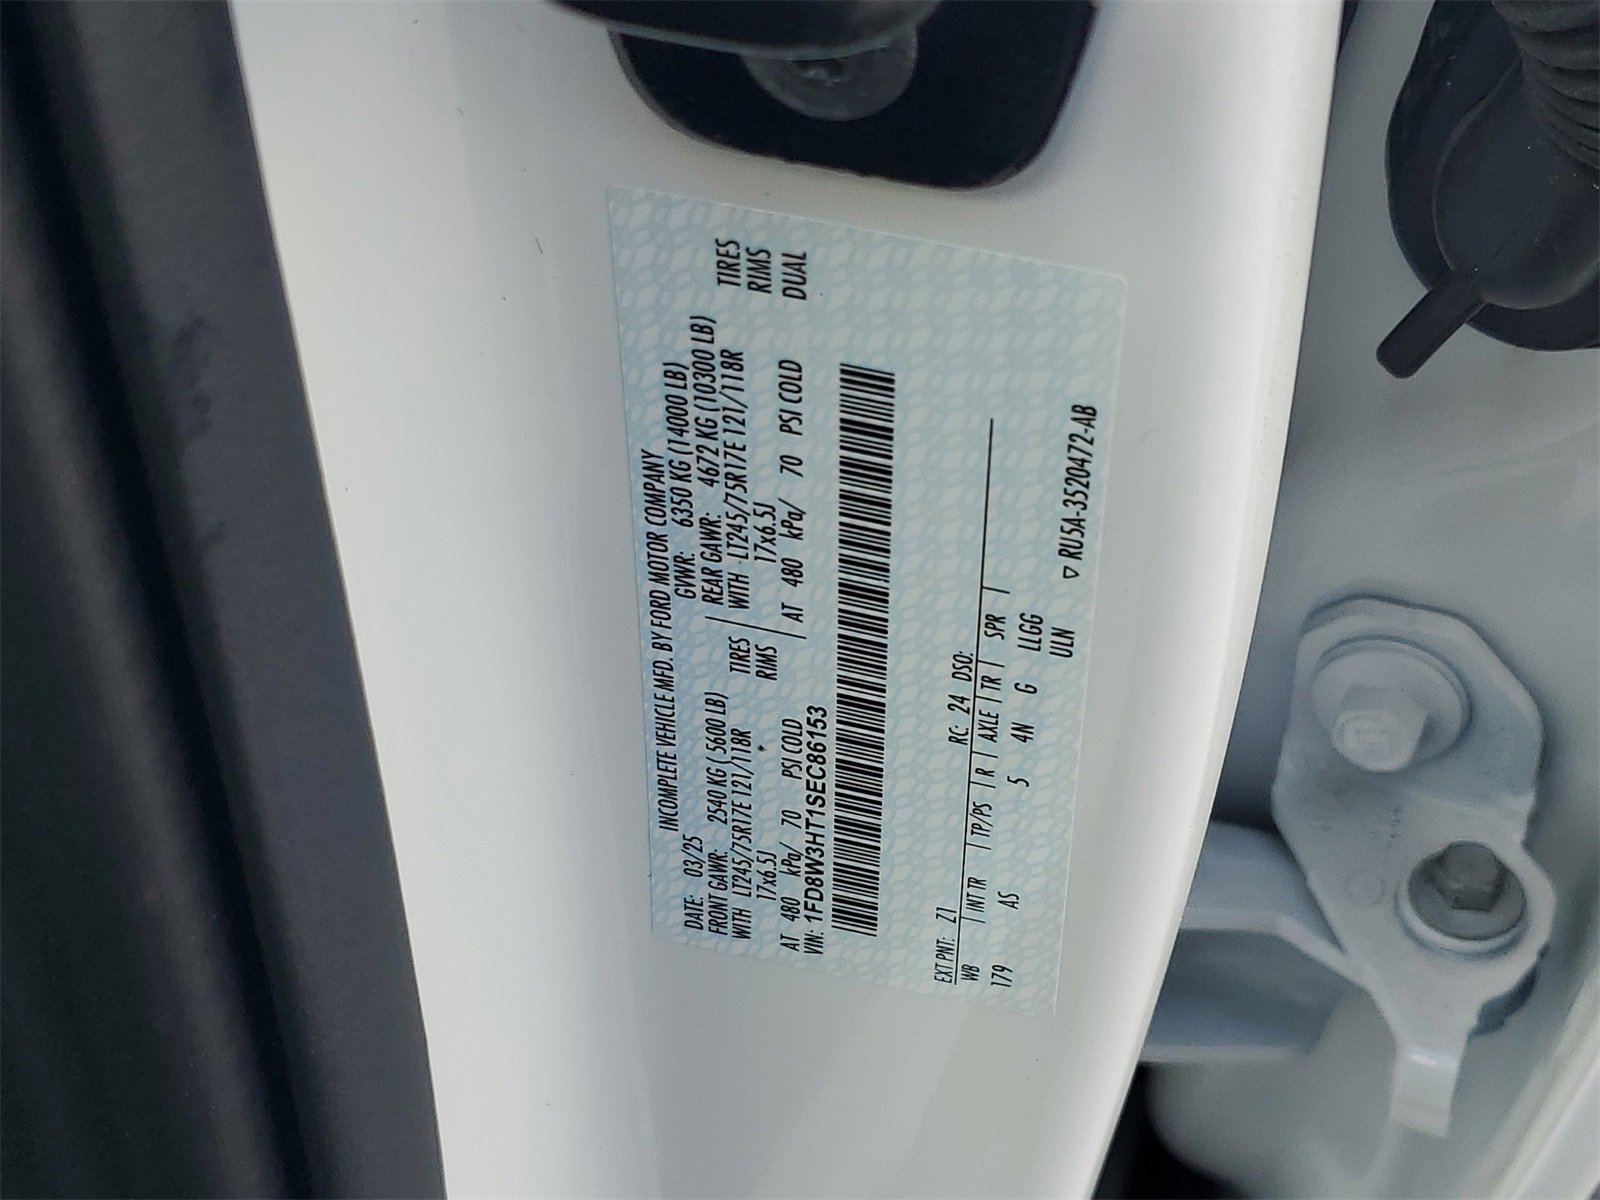 INCOMPLETE VEHICLE MFD. BY FORD MOTOR COMPANY
DATE: 03/25 GVWR: 6350 KG (14000 LB)
FRONT GAWR: 2540 KG ( 5600 LB) REAR GAWR: 4672 KG (10300 LB)
WITH LT245/75R17E 121/118R TIRES WITH LT245/75R17E 121/118R TIRES
17x6.5J RIMS 17x6.5J RIMS
AT 480 kPa/ 70 PSI COLD AT 480 kPa/ 70 PSI COLD DUAL
VIN: 1FD8W3HT1SEC86153
EXT PNT: Z1 RC: 24 DSO:
WB | INT TR | TP/PS | R | AXLE | TR | SPR |
179 AS 5 4N G LLGG
ULN
▽ RU5A-3520472-AB